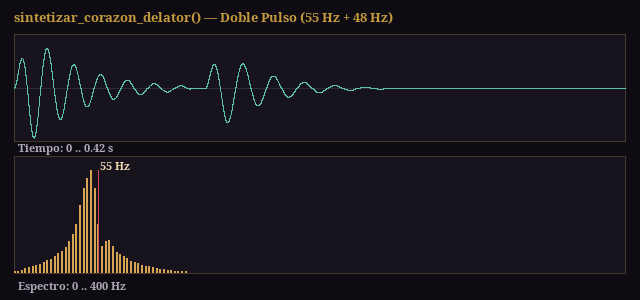 sintetizar_corazon_delator() — Doble Pulso (55 Hz + 48 Hz)
Tiempo: 0 .. 0.42 s
55 Hz
Espectro: 0 .. 400 Hz